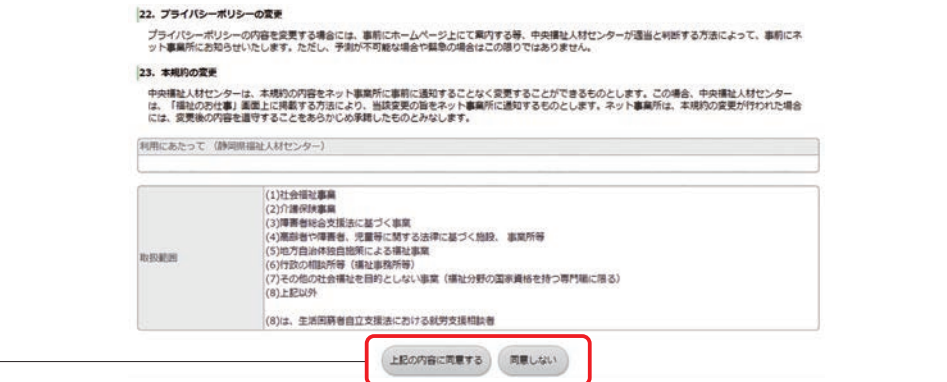 22. プライバシーポリシーの変更
プライバシーポリシーの内容を変更する場合には、事前にホームページ上にて案内する等、中央福祉人材センターが適当と判断する方法によって、事前にネ
ット事業所にお知らせいたします。ただし、予測が不可能な場合や緊急の場合はこの限りではありません。
23. 本規約の変更
中央福祉人材センターは、本規約の内容をネット事業所に事前に通知することなく変更することができるものとします。この場合、中央福祉人材センター
は、「福祉のお仕事」画面上に掲載する方法により、当該変更の旨をネット事業所に通知するものとします。ネット事業所は、本規約の変更が行われた場合
には、変更後の内容を遵守することをあらかじめ承諾したものとみなします。
利用にあたって （静岡県福祉人材センター）
(1)社会福祉事業
(2)介護保険事業
(3)障害者総合支援法に基づく事業
(4)高齢者や障害者、児童等に関する法律に基づく施設、 事業所等
(5)地方自治体独自施策による福祉事業
(6)行政の相談所等（福祉事務所等）
取扱範囲
(7)その他の社会福祉を目的としない事業（福祉分野の国家資格を持つ専門職に限る）
(8)上記以外
(8)は、生活困窮者自立支援法における就労支援相談者
上記の内容に同意する
同意しない